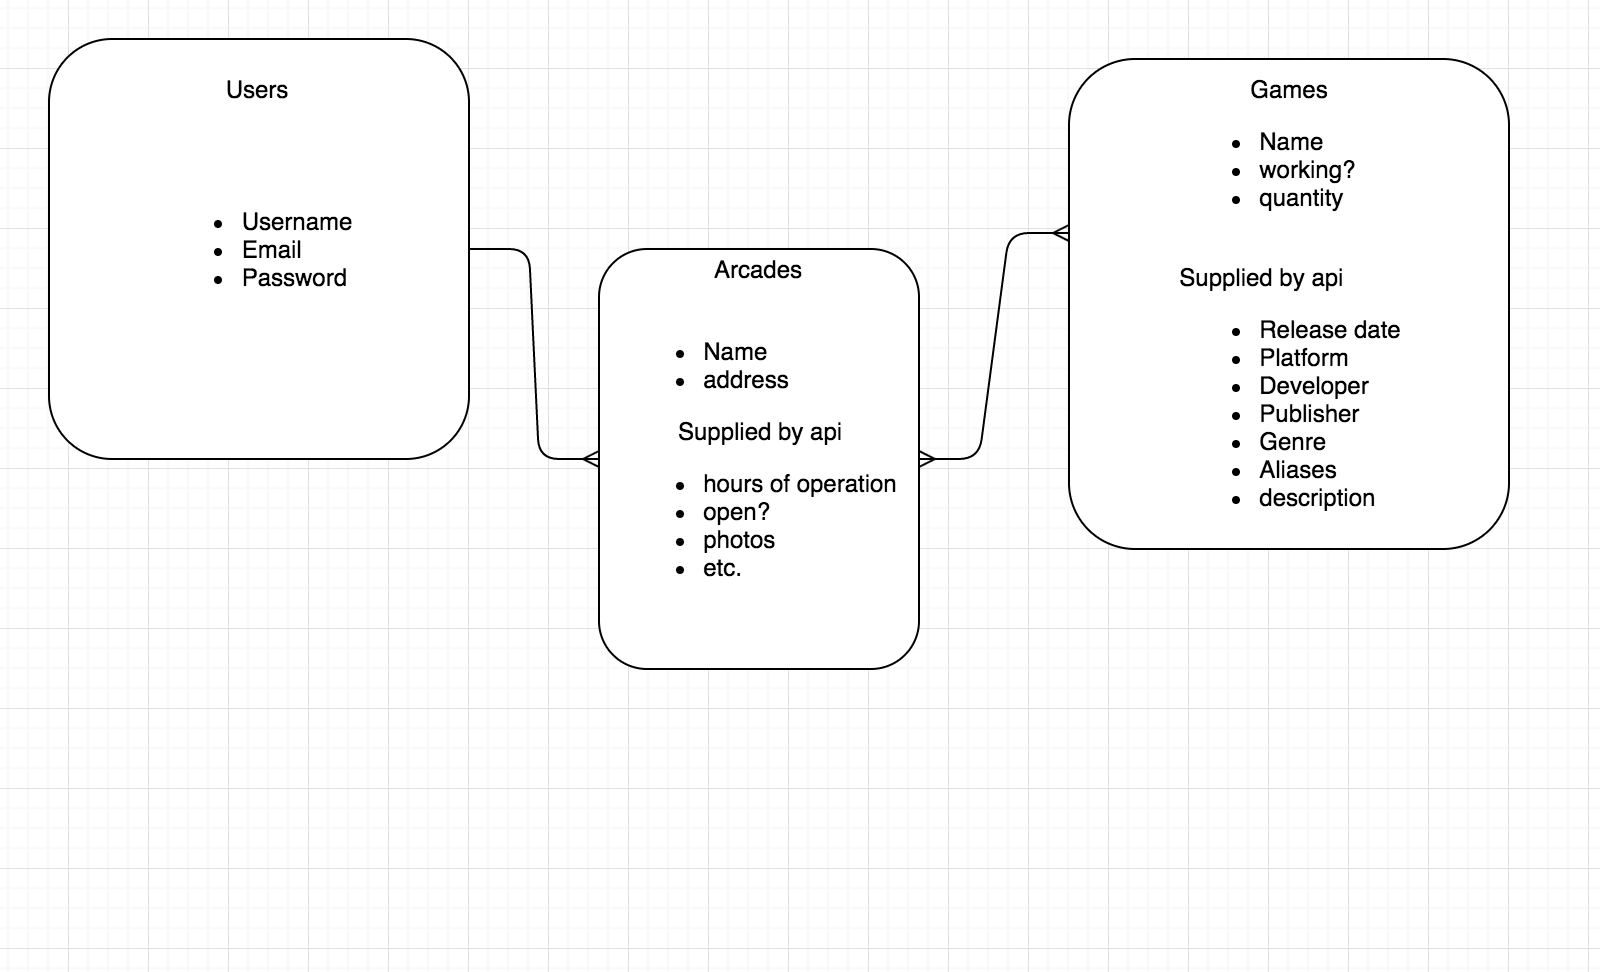 Users
Username
Email
Password
Arcades
Name
address
Supplied by api
hours of operation
open?
photos
etc.
Games
Name
working?
quantity
Supplied by api
Release date
Platform
Developer
Publisher
Genre
Aliases
description